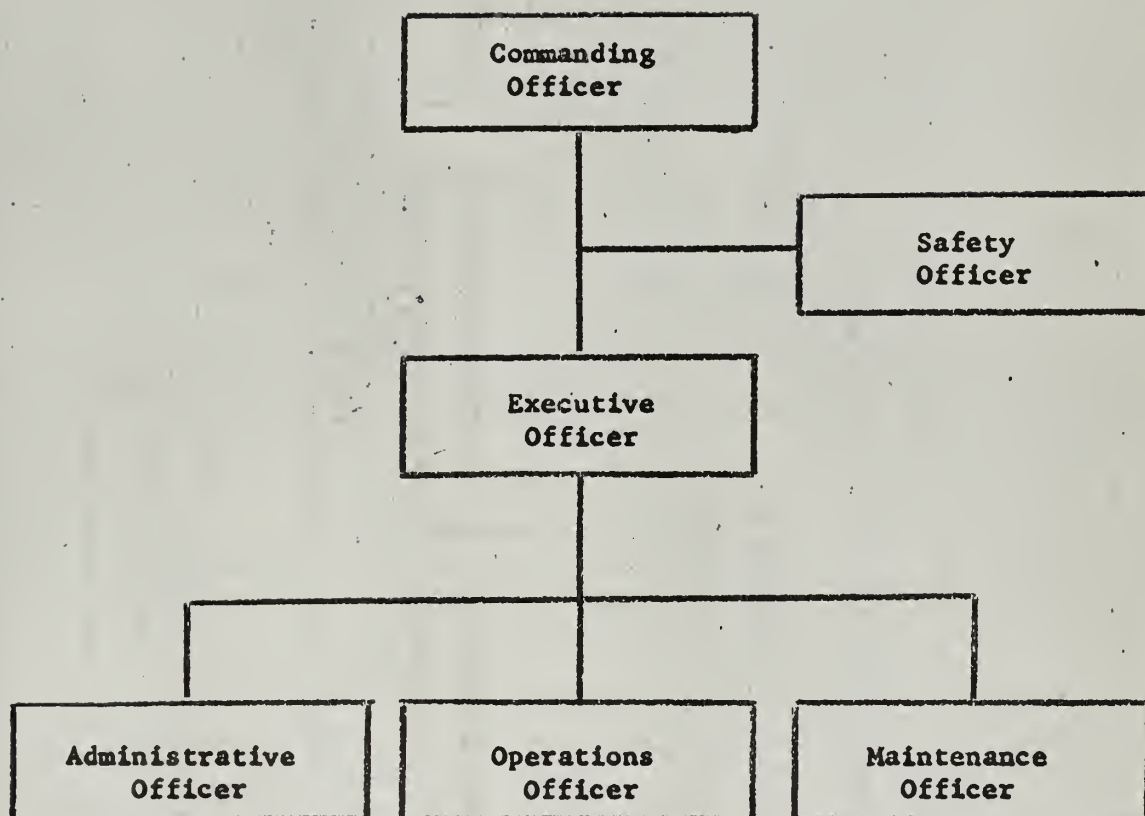 Commanding
Officer
Safety
Officer
Executive
Officer
Administrative
Officer
Operations
Officer
Maintenance
Officer